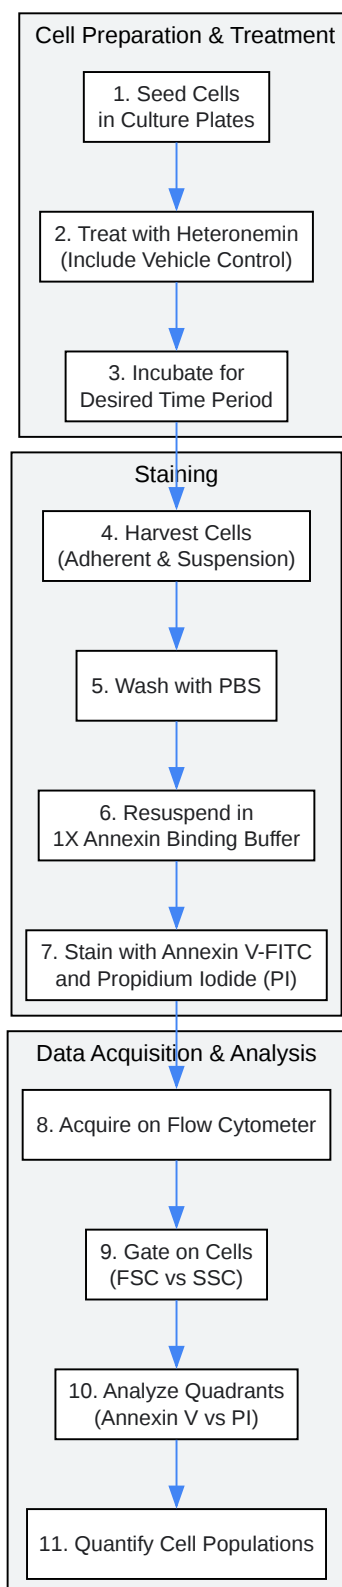 Cell Preparation & Treatment
1. Seed Cells
in Culture Plates
2. Treat with Heteronemin
(Include Vehicle Control)
3. Incubate for
Desired Time Period
Staining
4. Harvest Cells
(Adherent & Suspension)
5. Wash with PBS
6. Resuspend in
1X Annexin Binding Buffer
7. Stain with Annexin V-FITC
and Propidium Iodide (PI)
Data Acquisition & Analysis
8. Acquire on Flow Cytometer
9. Gate on Cells
(FSC vs SSC)
10. Analyze Quadrants
(Annexin V vs PI)
11. Quantify Cell Populations